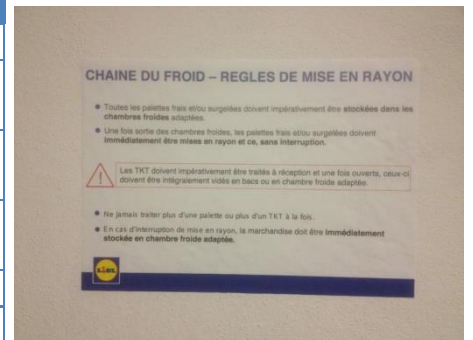 CHAINE DU FROID – REGLES DE MISE EN RAYON
Toutes les palettes frais et/ou surgelées doivent impérativement être stockées dans les
chambres froides adaptées.
Une fois sortie des chambres froides, les palettes frais et/ou surgelées doivent
immédiatement être mises en rayon et ce, sans interruption.
Les TKT doivent impérativement être traités à réception et une fois ouverts, ceux-ci
doivent être intégralement vidés en bacs ou en chambre froide adaptée.
Ne jamais traiter plus d'une palette ou plus d'un TKT à la fois.
En cas d'interruption de mise en rayon, la marchandise doit être immédiatement
stockée en chambre froide adaptée.
LIDL